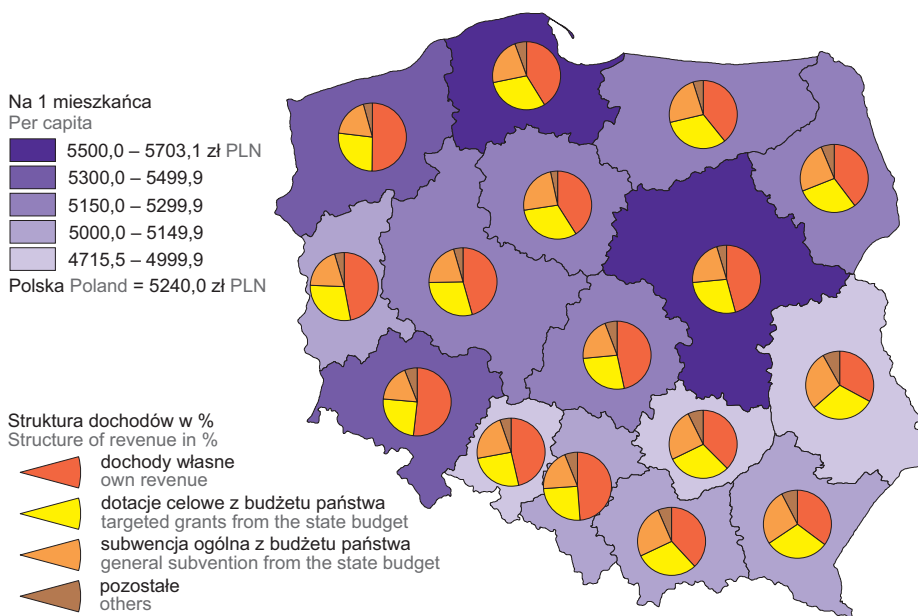 Na 1 mieszkańca
Per capita
5500,0 – 5703,1 zł PLN
5300,0 – 5499,9
5150,0 – 5299,9
5000,0 – 5149,9
4715,5 – 4999,9
Polska Poland = 5240,0 zł PLN
Struktura dochodów w %
Structure of revenue in %
dochody własne
own revenue
dotacje celowe z budżetu państwa
targeted grants from the state budget
subwencja ogólna z budżetu państwa
general subvention from the state budget
pozostałe
others